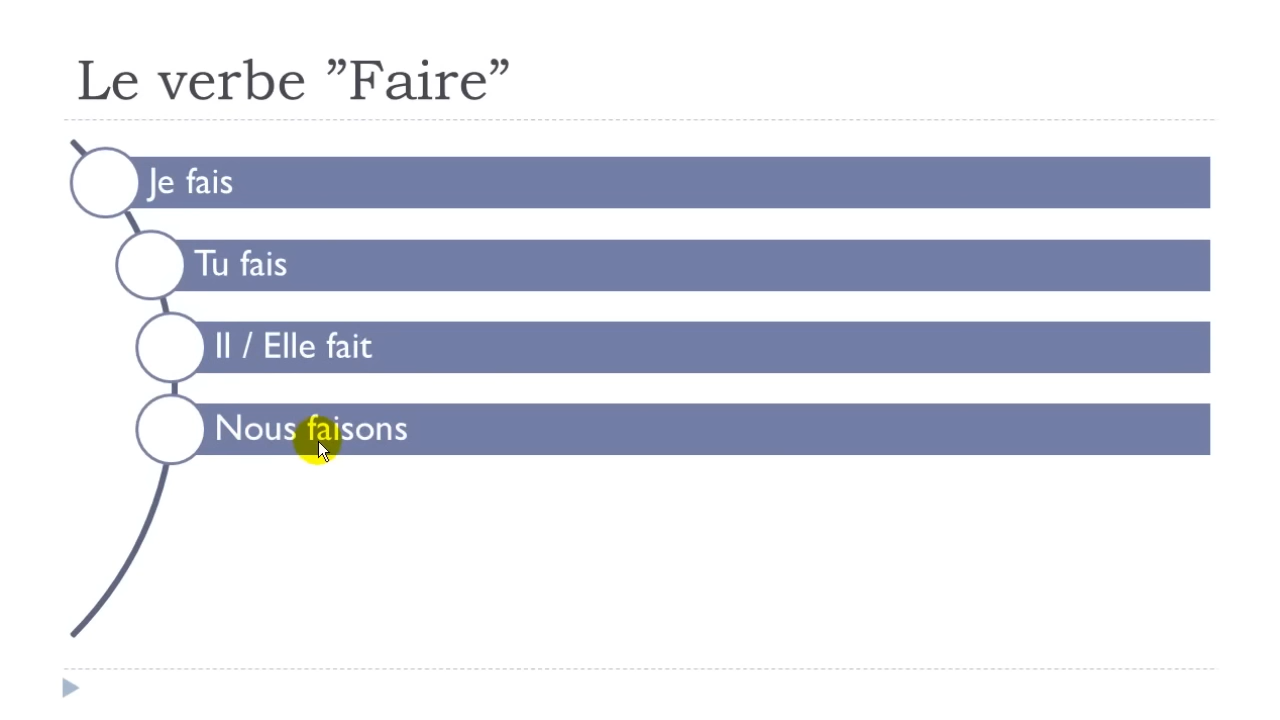 Le verbe ”Faire”
Je fais
Tu fais
Il / Elle fait
Nous faisons